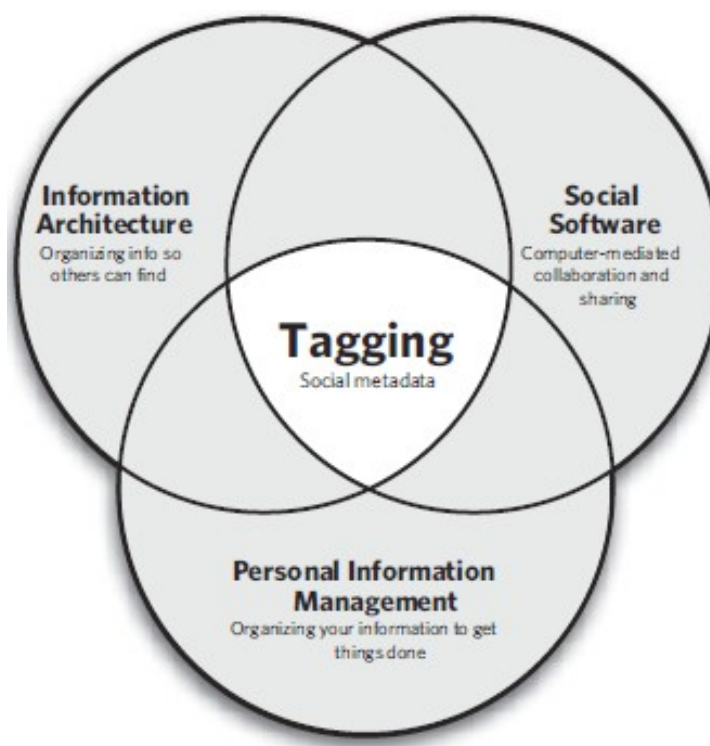 Information
Architecture
Organizing info so
others can find
Social
Software
Computer-mediated
collaboration and
sharing
Tagging
Social metadata
Personal Information
Management
Organizing your information to get
things done